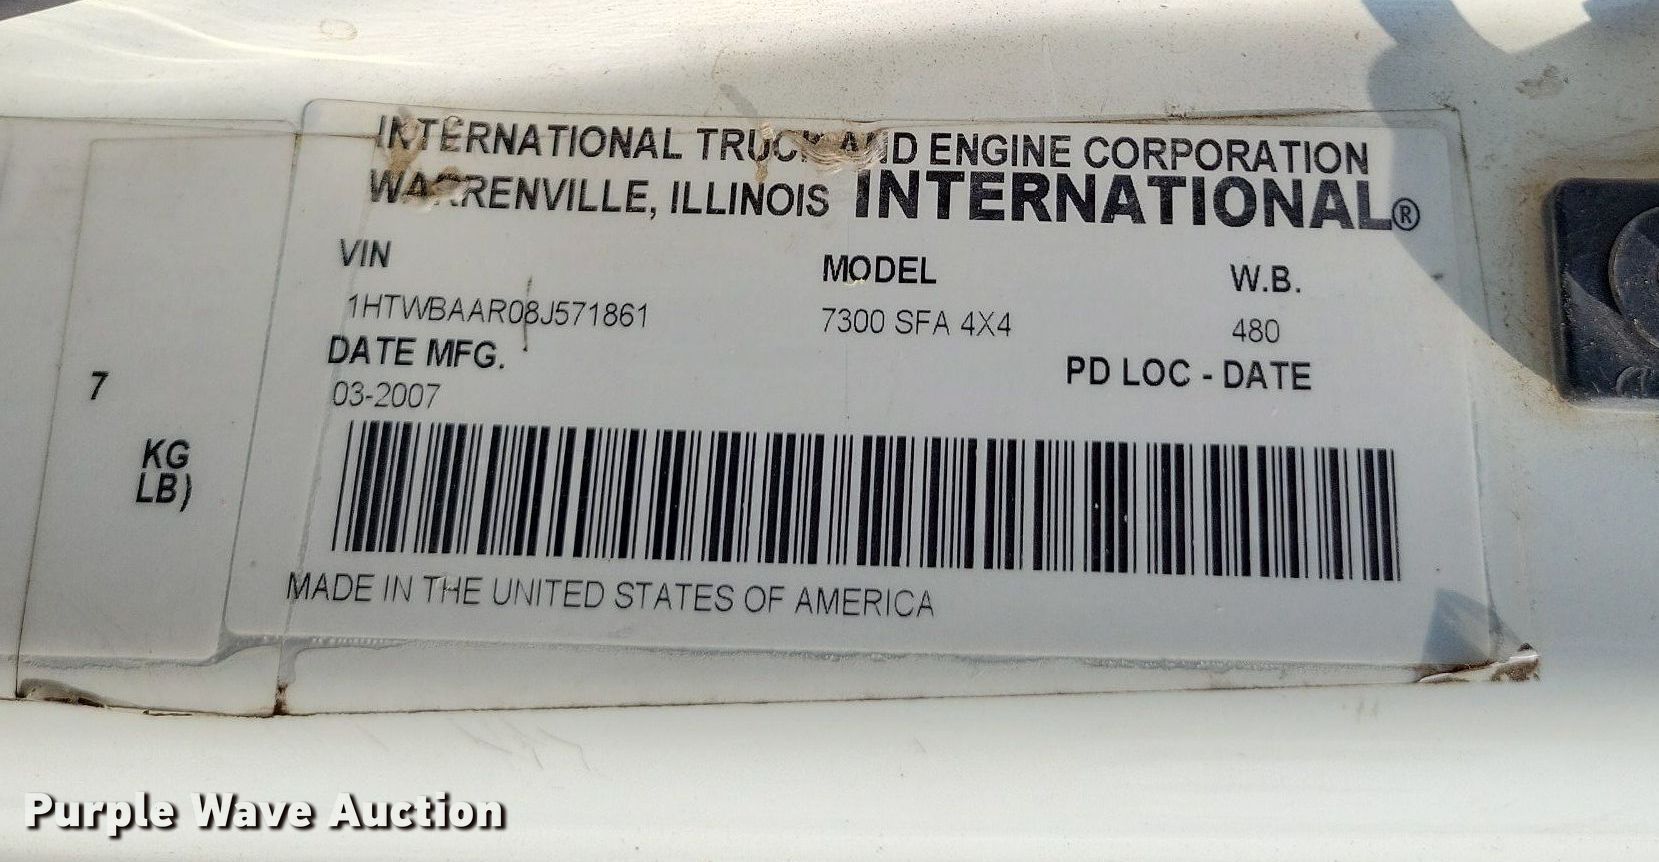 INTERNATIONAL TRUCK AND ENGINE CORPORATION
WARRENVILLE, ILLINOIS INTERNATIONAL®
VIN MODEL W.B.
1HTWBAAR08J571861 7300 SFA 4X4 480
DATE MFG. PD LOC - DATE
03-2007
7
KG
LB)
MADE IN THE UNITED STATES OF AMERICA
Purple Wave Auction